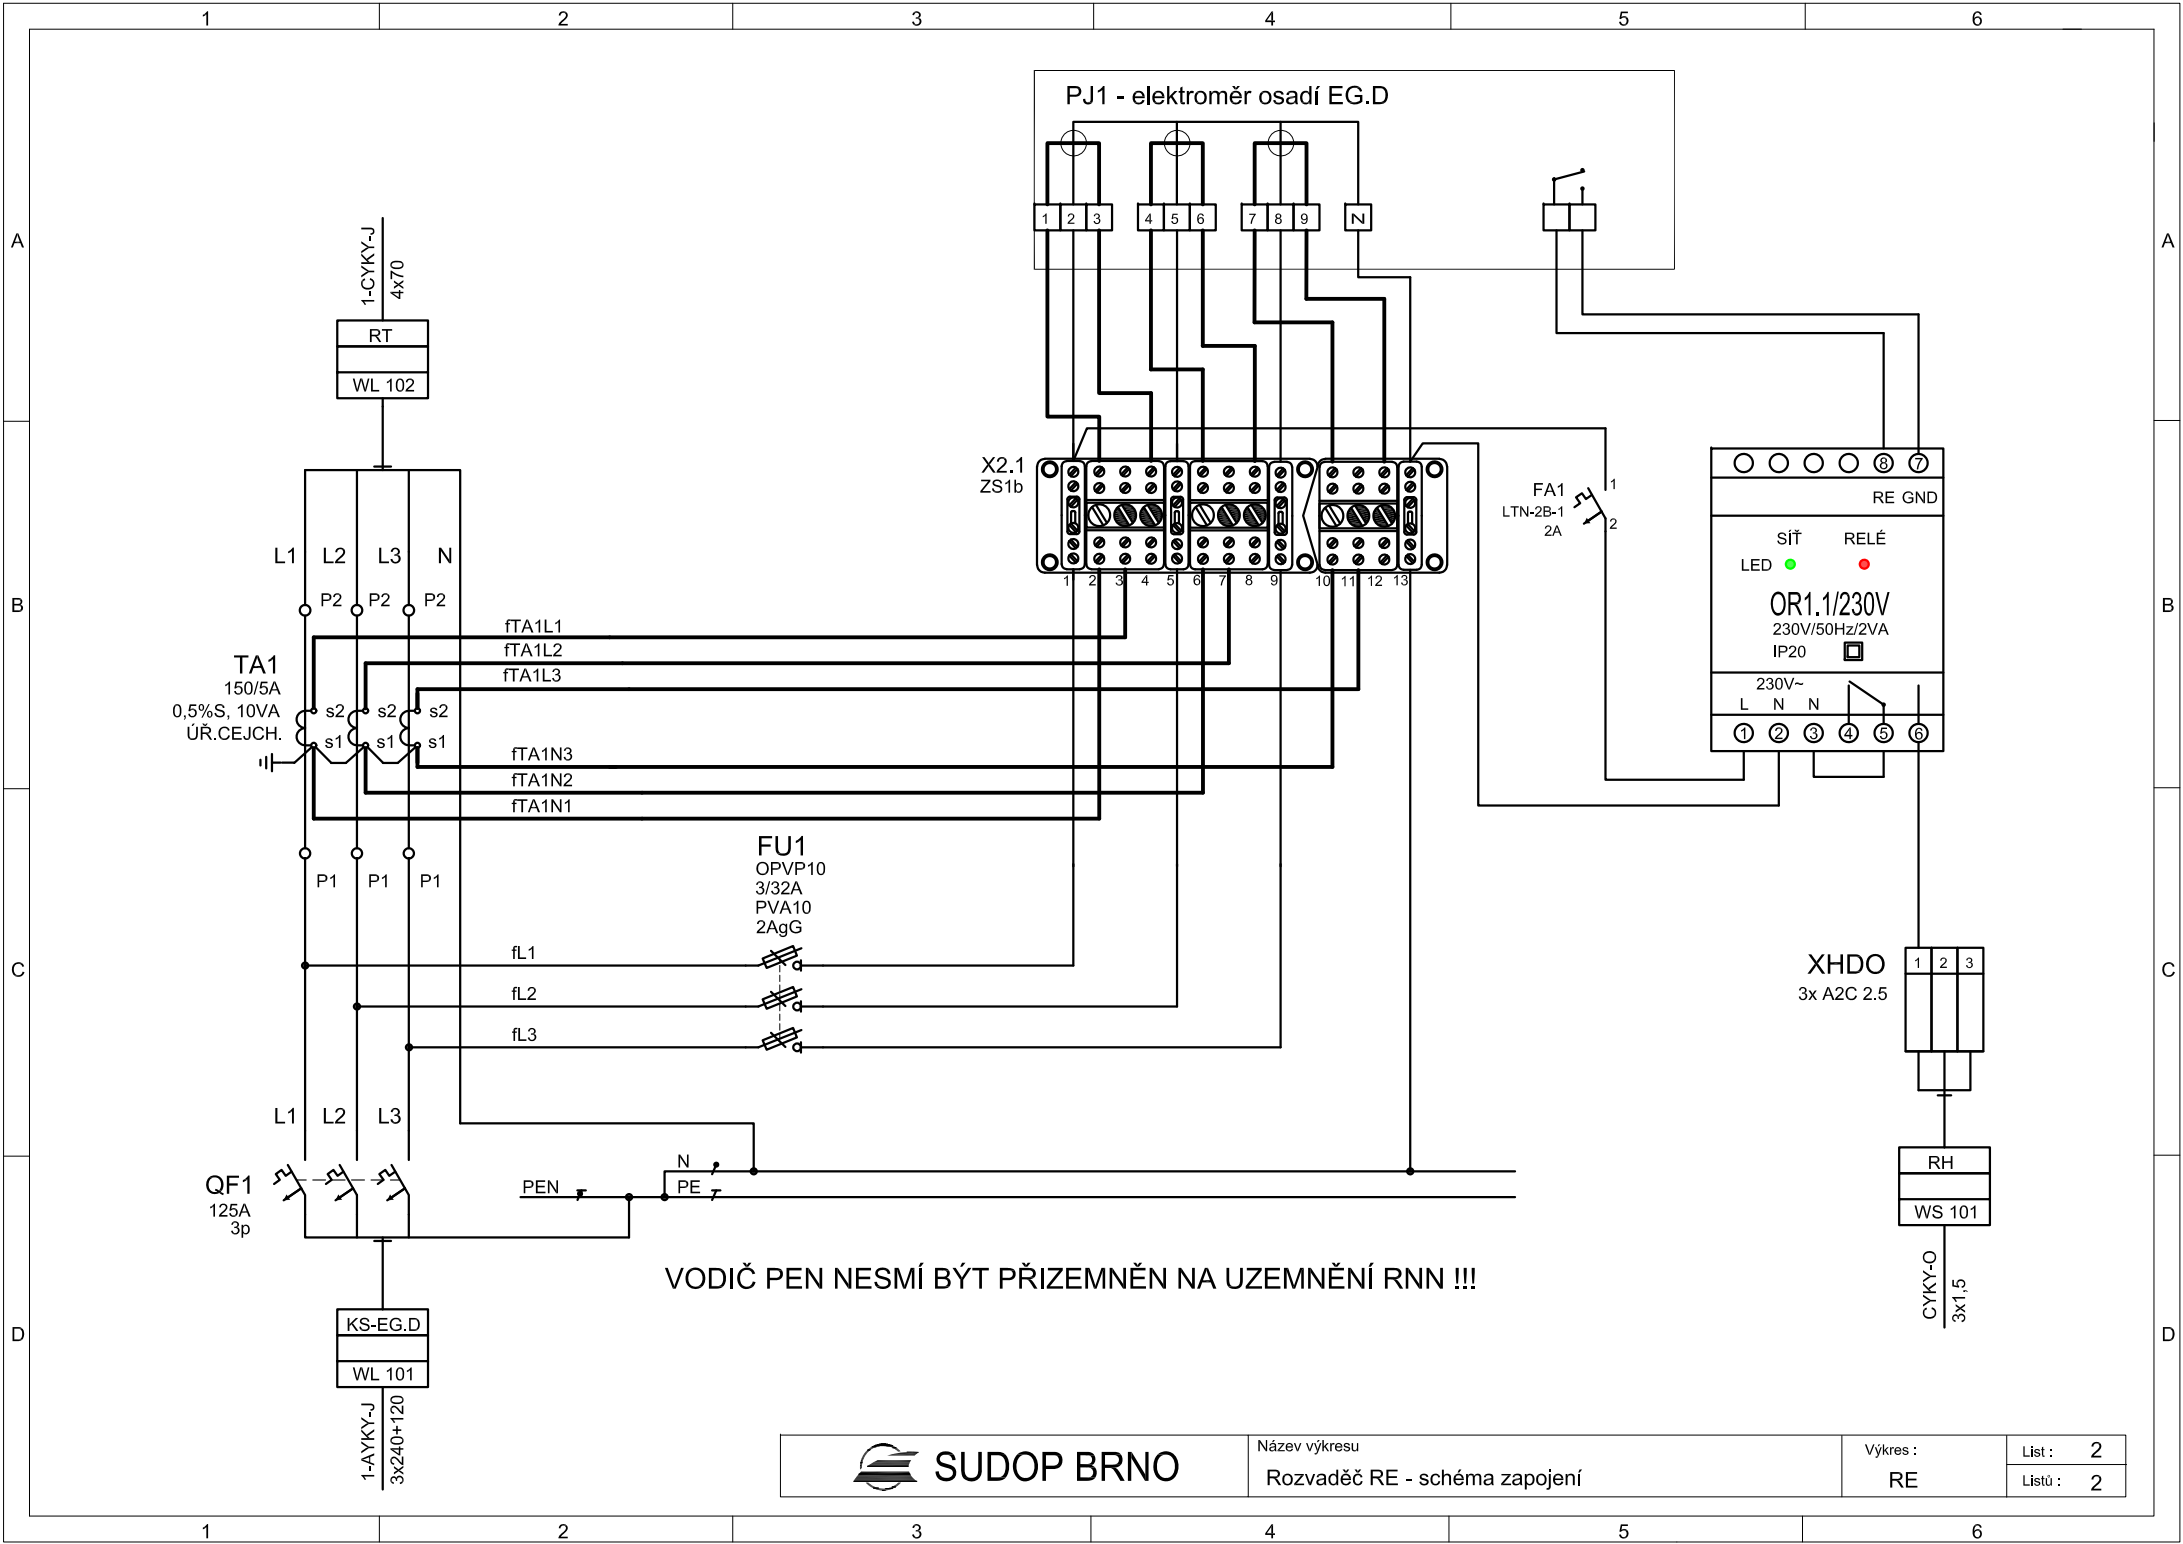 1 2 3 4 5 6
PJ1 - elektroměr osadí EG.D
1 2 3 4 5 6 7 8 9 N
A A
1-CYKY-J
4x70
RT
WL 102
X2.1
ZS1b
1 2 3 4 5 6 7 8 9 10 11 12 13
FA1
LTN-2B-1
2A
1
2
8 7
RE GND
SÍŤ RELÉ
LED
OR1.1/230V
230V/50Hz/2VA
IP20
230V~
L N N
1 2 3 4 5 6
L1 L2 L3 N
P2 P2 P2
B B
fTA1L1
fTA1L2
fTA1L3
TA1
150/5A
0,5%S, 10VA
ÚŘ.CEJCH.
s2 s2 s2
s1 s1 s1
fTA1N3
fTA1N2
fTA1N1
P1 P1 P1
FU1
OPVP10
3/32A
PVA10
2AgG
fL1
fL2
fL3
C C
XHDO
3x A2C 2.5
1 2 3
L1 L2 L3
QF1
125A
3p
N
PEN PE
RH
WS 101
CYKY-O
3x1,5
VODIČ PEN NESMÍ BÝT PŘIZEMNĚN NA UZEMNĚNÍ RNN !!!
D D
KS-EG.D
WL 101
1-AYKY-J
3x240+120
SUDOP BRNO
Název výkresu
Rozvaděč RE - schéma zapojení
Výkres :
RE
List : 2
Listů : 2
1 2 3 4 5 6